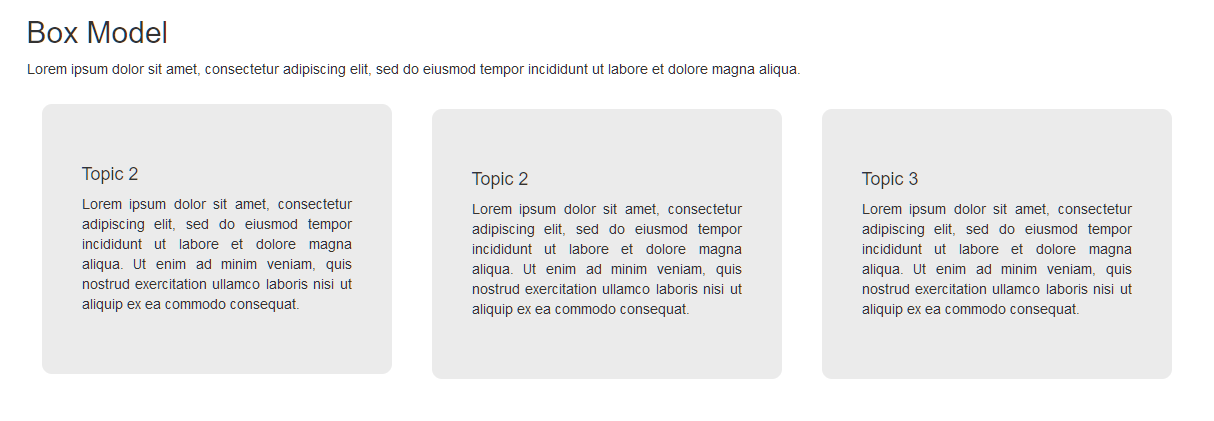 Box Model
Lorem ipsum dolor sit amet, consectetur adipiscing elit, sed do eiusmod tempor incididunt ut labore et dolore magna aliqua.
Topic 2
Lorem ipsum dolor sit amet, consectetur
adipiscing elit, sed do eiusmod tempor
incididunt ut labore et dolore magna
aliqua. Ut enim ad minim veniam, quis
nostrud exercitation ullamco laboris nisi ut
aliquip ex ea commodo consequat.
Topic 2
Lorem ipsum dolor sit amet, consectetur
adipiscing elit, sed do eiusmod tempor
incididunt ut labore et dolore magna
aliqua. Ut enim ad minim veniam, quis
nostrud exercitation ullamco laboris nisi ut
aliquip ex ea commodo consequat.
Topic 3
Lorem ipsum dolor sit amet, consectetur
adipiscing elit, sed do eiusmod tempor
incididunt ut labore et dolore magna
aliqua. Ut enim ad minim veniam, quis
nostrud exercitation ullamco laboris nisi ut
aliquip ex ea commodo consequat.